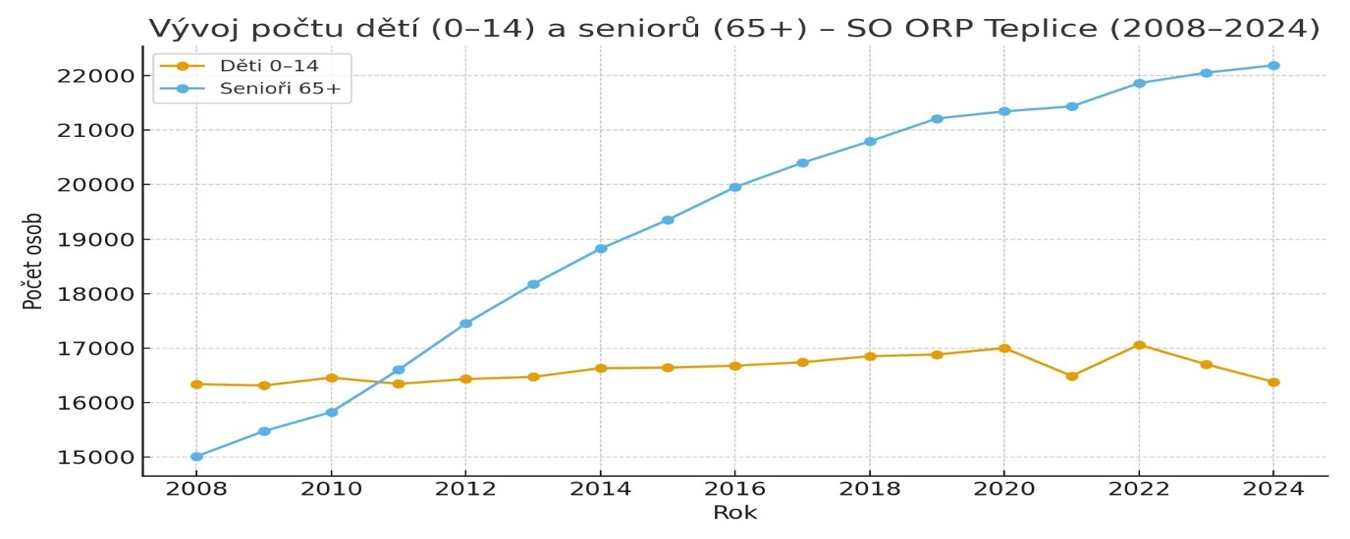 Vývoj počtu dětí (0–14) a seniorů (65+) – SO ORP Teplice (2008–2024)
Děti 0–14
Senioři 65+
22000
21000
20000
19000
18000
17000
16000
15000
Počet osob
2008 2010 2012 2014 2016 2018 2020 2022 2024
Rok